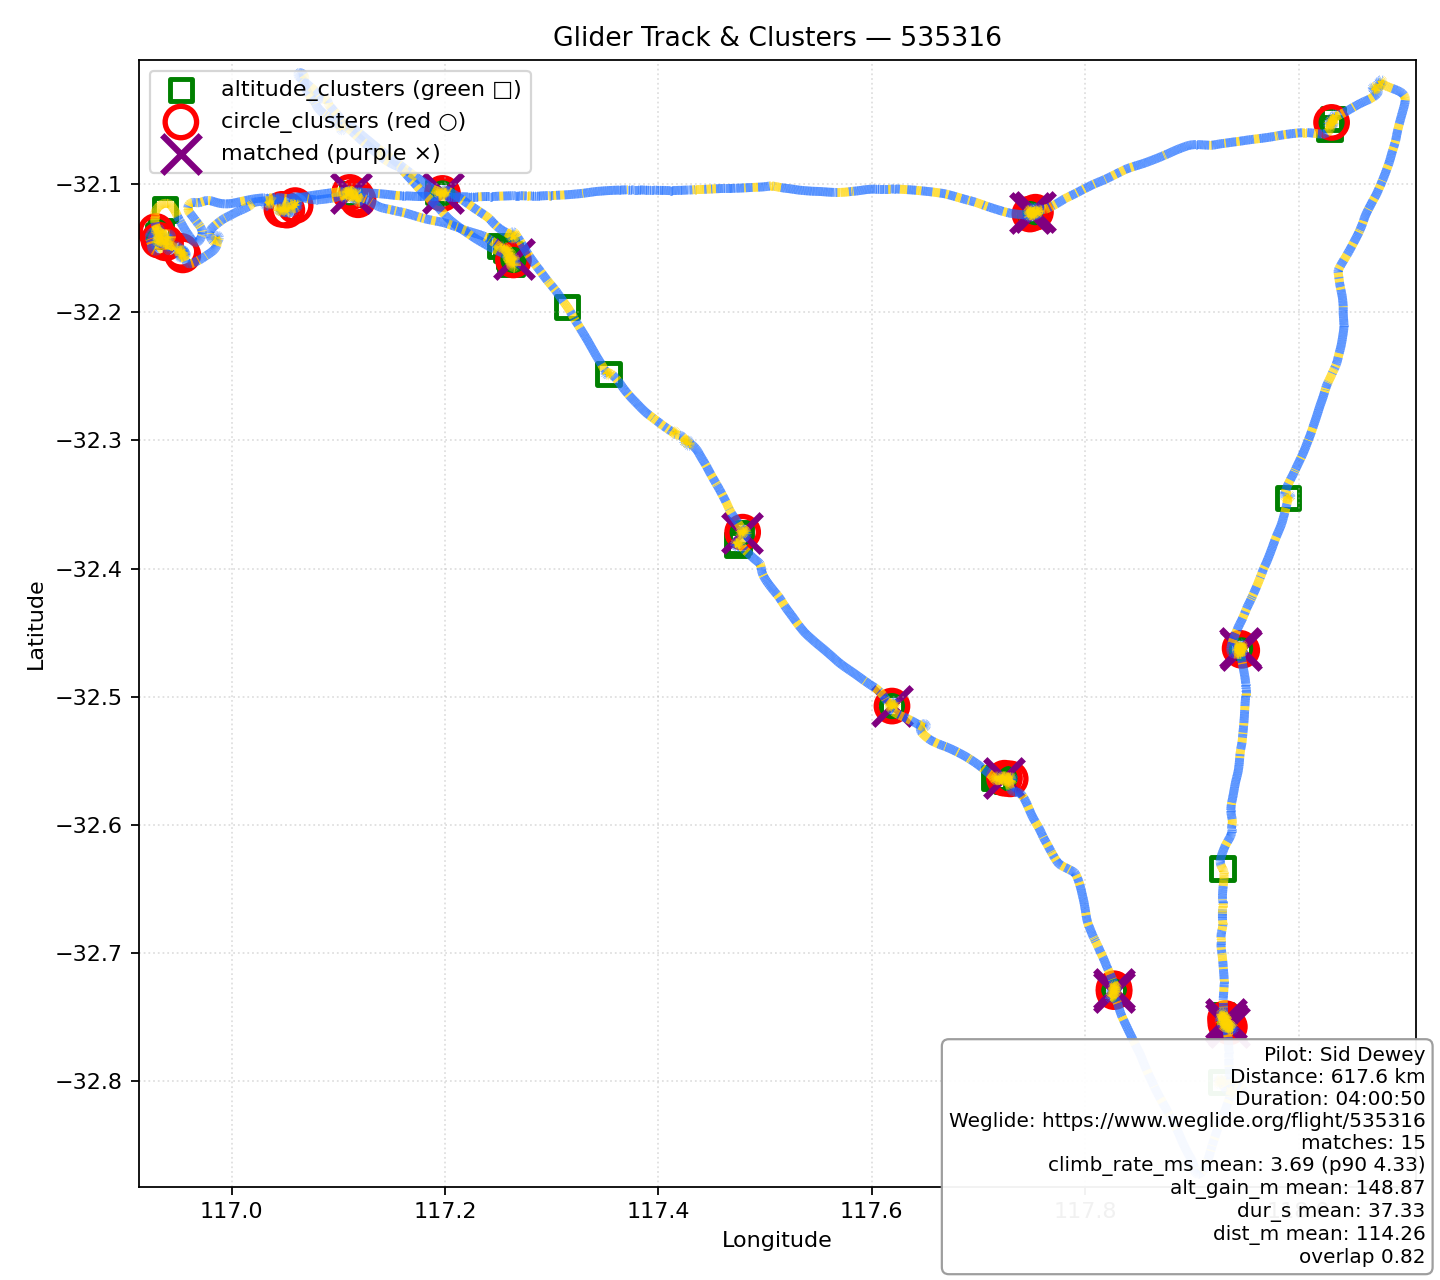 Glider Track & Clusters — 535316
altitude_clusters (green □)
circle_clusters (red ○)
matched (purple ×)
Latitude
−32.1
−32.2
−32.3
−32.4
−32.5
−32.6
−32.7
−32.8
117.0
117.2
117.4
117.6
117.8
Longitude
Pilot: Sid Dewey
Distance: 617.6 km
Duration: 04:00:50
Weglide: https://www.weglide.org/flight/535316
matches: 15
climb_rate_ms mean: 3.69 (p90 4.33)
alt_gain_m mean: 148.87
dur_s mean: 37.33
dist_m mean: 114.26
overlap 0.82